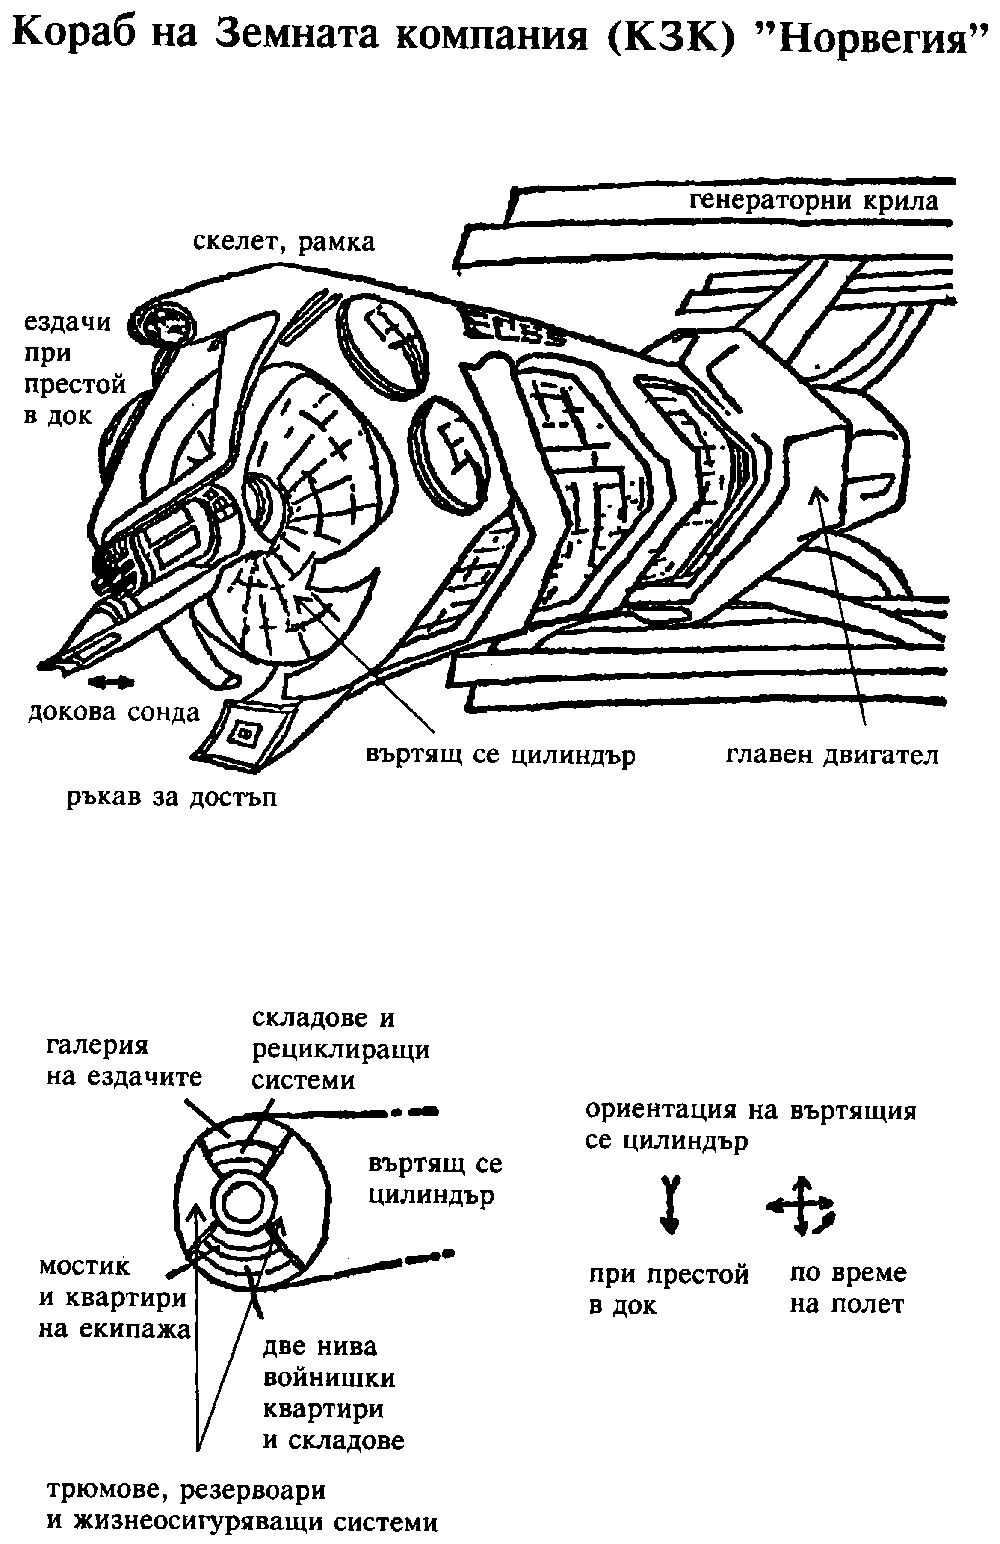 Кораб на Земната компания (КЗК) ”Норвегия”
генераторни крила
скелет, рамка
ездачи
при
престой
в док
ECS5
докова сонда
въртящ се цилиндър
главен двигател
ръкав за достъп
складове и
рециклиращи
системи
галерия
на ездачите
въртящ се
цилиндър
ориентация на въртящия
се цилиндър
мостик
и квартири
на екипажа
при престой
в док
по време
на полет
две нива
войнишки
квартири
и складове
трюмове, резервоари
и жизнеосигуряващи системи